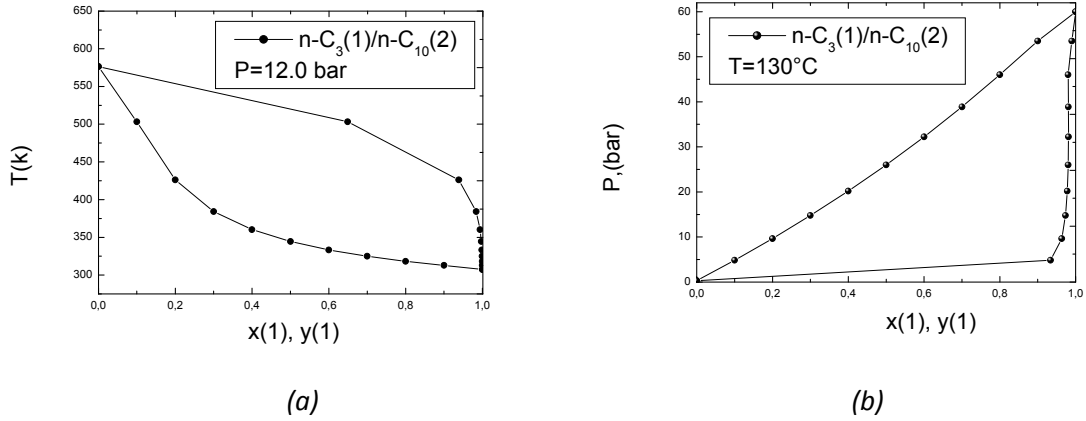 n-C₃(1)/n-C₁₀(2)
P=12.0 bar
650
600
550
500
450
400
350
300
T(k)
0,0 0,2 0,4 0,6 0,8 1,0
x(1), y(1)
(a)
n-C₃(1)/n-C₁₀(2)
T=130°C
60
50
40
30
20
10
0
P,(bar)
0,0 0,2 0,4 0,6 0,8 1,0
x(1), y(1)
(b)